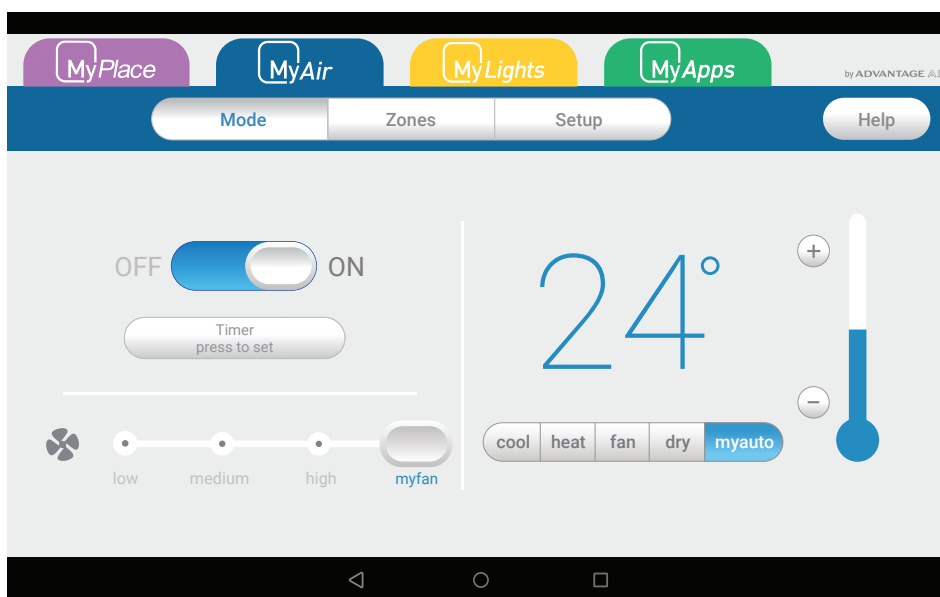 MyPlace
MyAir
MyLights
MyApps
by ADVANTAGE
Mode
Zones
Setup
Help
OFF
ON
Timer
press to set
low
medium
high
myfan
24°
+
−
cool
heat
fan
dry
myauto